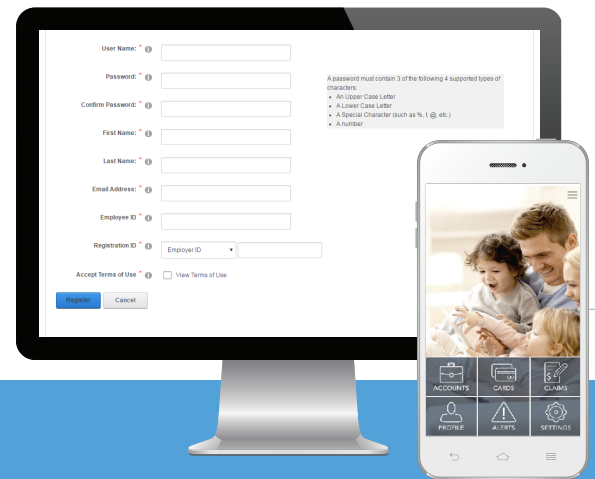 User Name: *
Password: *
Confirm Password: *
First Name: *
Last Name: *
Email Address: *
Employee ID *
Registration ID *
Employer ID
Accept Terms of Use *
View Terms of Use
Register
Cancel
A password must contain 3 of the following 4 supported types of
characters:
• An Upper Case Letter
• A Lower Case Letter
• A Special Character (such as %, !, @, etc.)
• A number
ACCOUNTS
CARDS
CLAIMS
PROFILE
ALERTS
SETTINGS